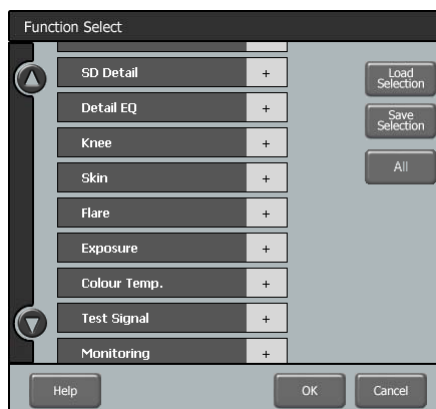 Function Select
SD Detail +
Detail EQ +
Knee +
Skin +
Flare +
Exposure +
Colour Temp. +
Test Signal +
Monitoring +
Load
Selection
Save
Selection
All
Help
OK
Cancel